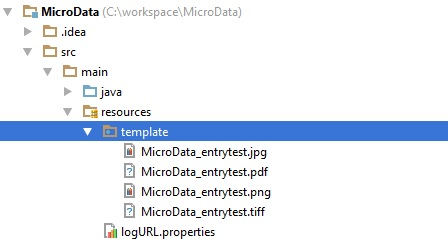 MicroData (C:\workspace\MicroData)
.idea
src
main
java
resources
template
MicroData_entrytest.jpg
MicroData_entrytest.pdf
MicroData_entrytest.png
MicroData_entrytest.tiff
logURL.properties